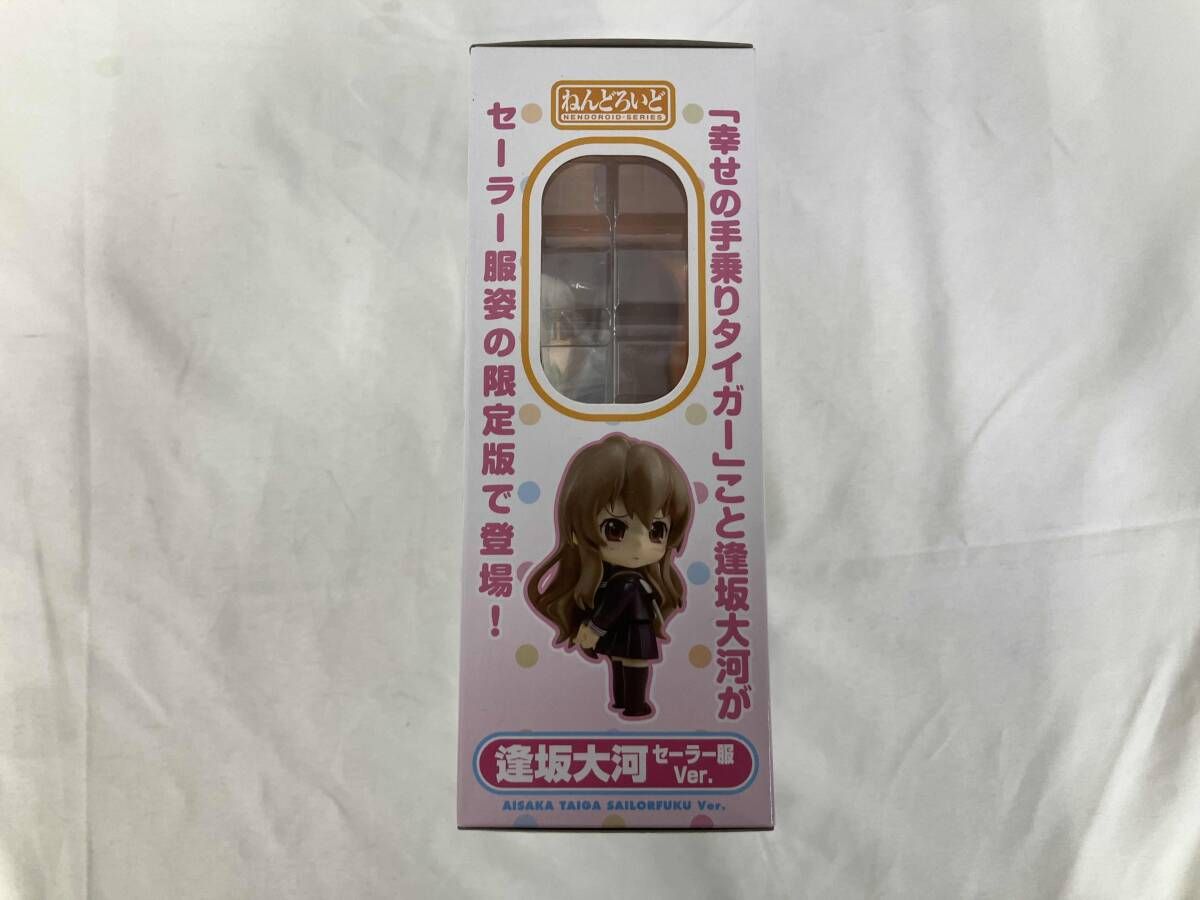 ねんどろいど
NENDOROID-SERIES
「幸せの手乗りタイガー」こと逢坂大河が
セーラー服姿の限定版で登場！
逢坂大河 セーラー服
Ver.
AISAKA TAIGA SAILORFUKU Ver.